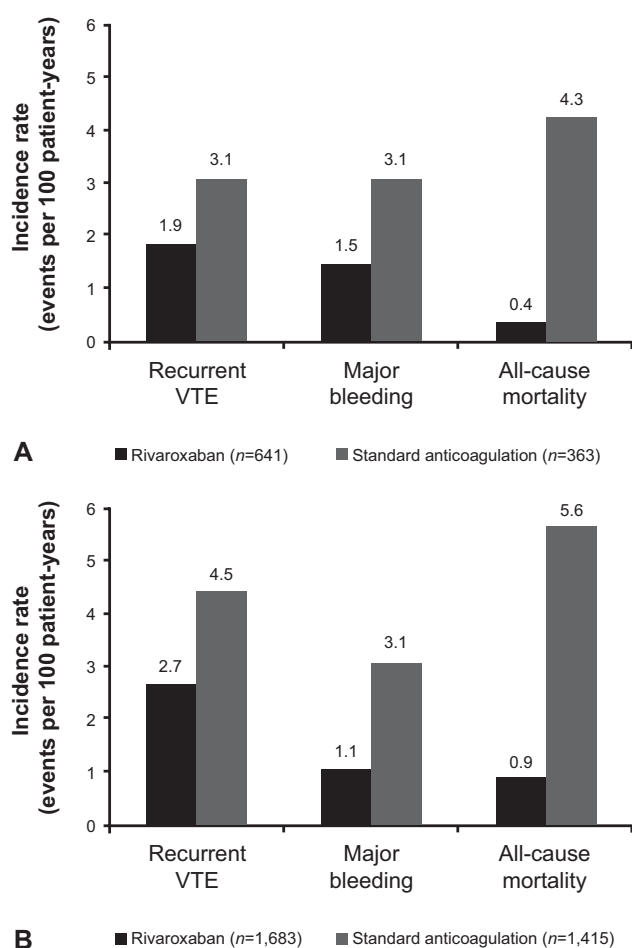 Incidence rate
(events per 100 patient-years)
6
5
4
3
2
1
0
1.9
3.1
1.5
3.1
0.4
4.3
Recurrent
VTE
Major
bleeding
All-cause
mortality
A
Rivaroxaban (n=641)
Standard anticoagulation (n=363)
Incidence rate
(events per 100 patient-years)
6
5
4
3
2
1
0
2.7
4.5
1.1
3.1
0.9
5.6
Recurrent
VTE
Major
bleeding
All-cause
mortality
B
Rivaroxaban (n=1,683)
Standard anticoagulation (n=1,415)